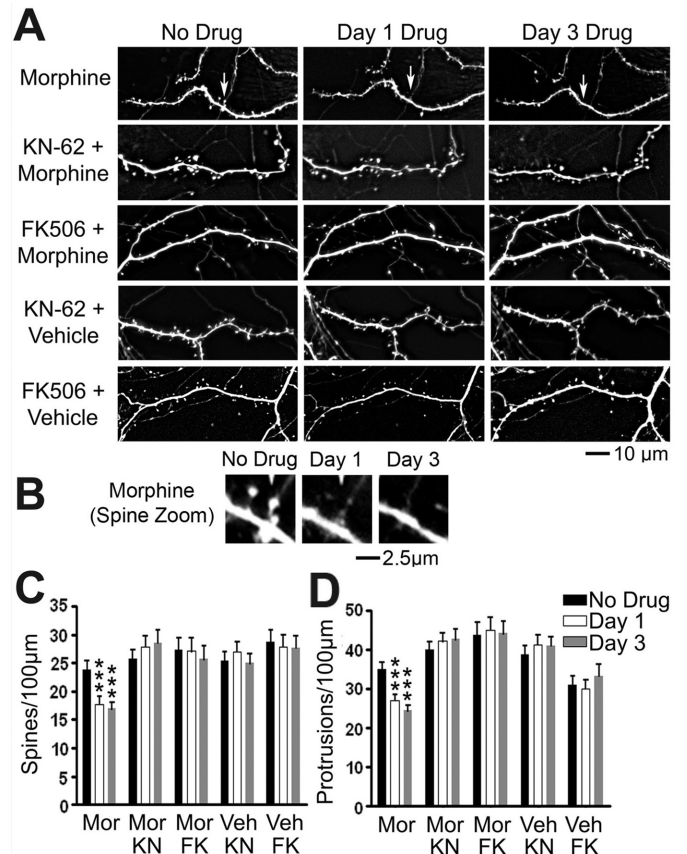 A
No Drug Day 1 Drug Day 3 Drug
Morphine
KN-62 +
Morphine
FK506 +
Morphine
KN-62 +
Vehicle
FK506 +
Vehicle
10 µm
B
No Drug Day 1 Day 3
Morphine
(Spine Zoom)
2.5µm
C
Spines/100µm
35
30
25
20
15
10
5
0
***
***
Mor Mor KN Mor FK Veh KN Veh FK
D
No Drug
Day 1
Day 3
Protrusions/100µm
50
40
30
20
10
0
***
***
Mor Mor KN Mor FK Veh KN Veh FK